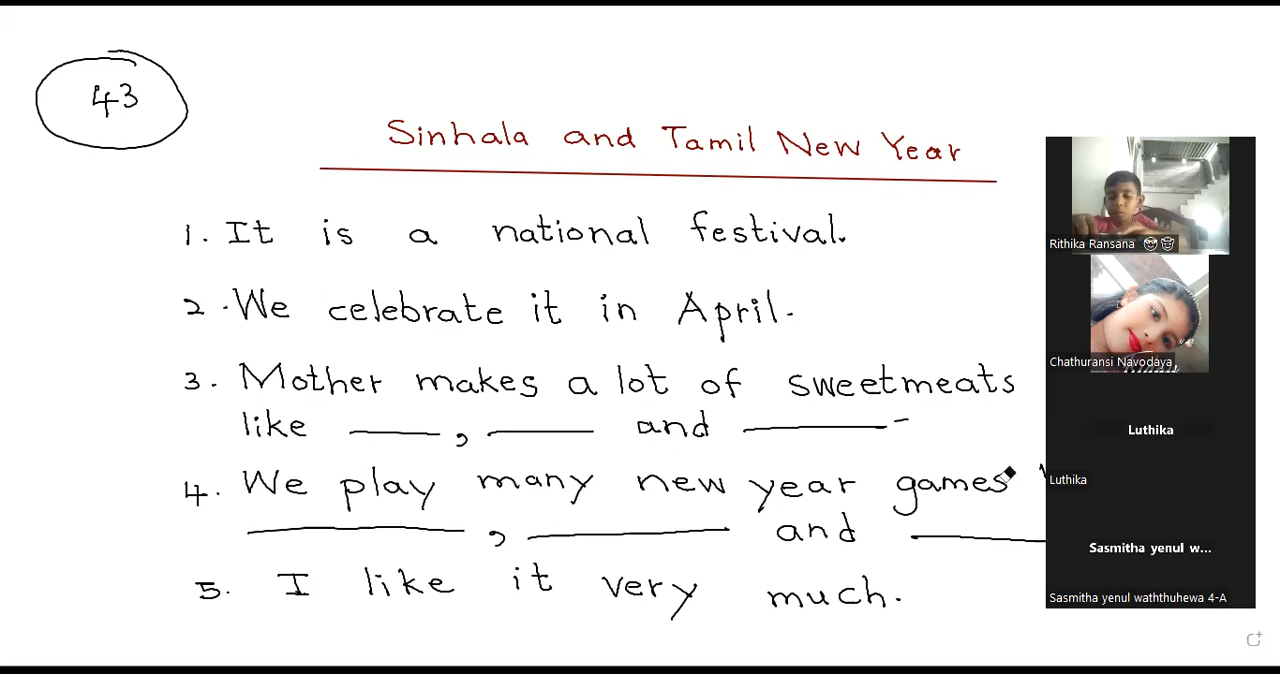 43
Sinhala and Tamil New Year
1. It is a national festival.
2. We celebrate it in April.
3. Mother makes a lot of sweetmeats
like ____, ____ and ____
4. We play many new year games
____, ____ and ____
5. I like it very much.
Rithika Ransana 😎🤠
Chathuransi Navodaya
Luthika
Luthika
Sasmitha yenul w...
Sasmitha yenul waththuhewa 4-A